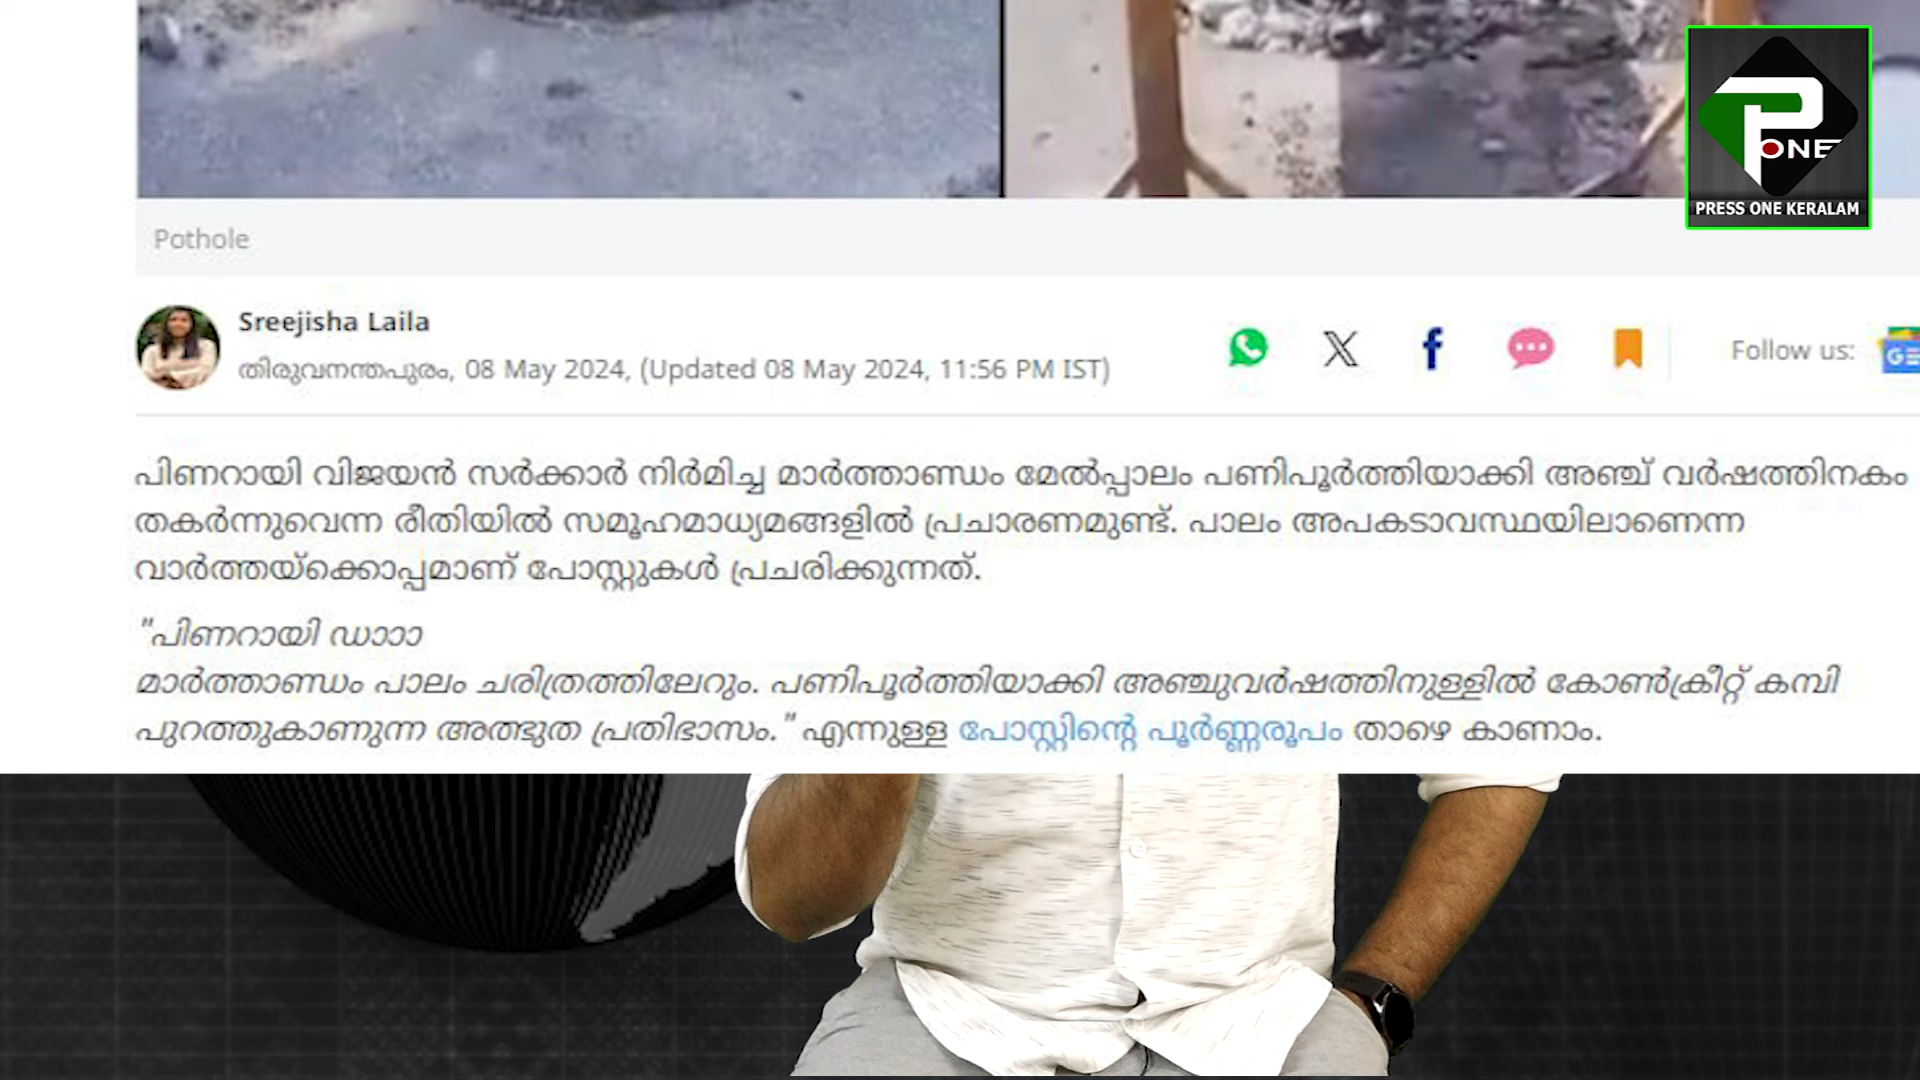 P
ONE
PRESS ONE KERALAM
Pothole
Sreejisha Laila
തിരുവനന്തപുരം, 08 May 2024, (Updated 08 May 2024, 11:56 PM IST)
Follow us:
GE
പിണറായി വിജയൻ സർക്കാർ നിർമിച്ച മാർത്താണ്ഡം മേൽപ്പാലം പണിപൂർത്തിയാക്കി അഞ്ച് വർഷത്തിനകം
തകർന്നുവെന്ന രീതിയിൽ സമൂഹമാധ്യമങ്ങളിൽ പ്രചാരണമുണ്ട്. പാലം അപകടാവസ്ഥയിലാണെന്ന
വാർത്തയ്ക്കൊപ്പമാണ് പോസ്റ്റുകൾ പ്രചരിക്കുന്നത്.
"പിണറായി ഡാാാ
മാർത്താണ്ഡം പാലം ചരിത്രത്തിലേറും. പണിപൂർത്തിയാക്കി അഞ്ചുവർഷത്തിനുള്ളിൽ കോൺക്രീറ്റ് കമ്പി
പുറത്തുകാണുന്ന അത്ഭുത പ്രതിഭാസം." എന്നുള്ള പോസ്റ്റിന്റെ പൂർണ്ണരൂപം താഴെ കാണാം.